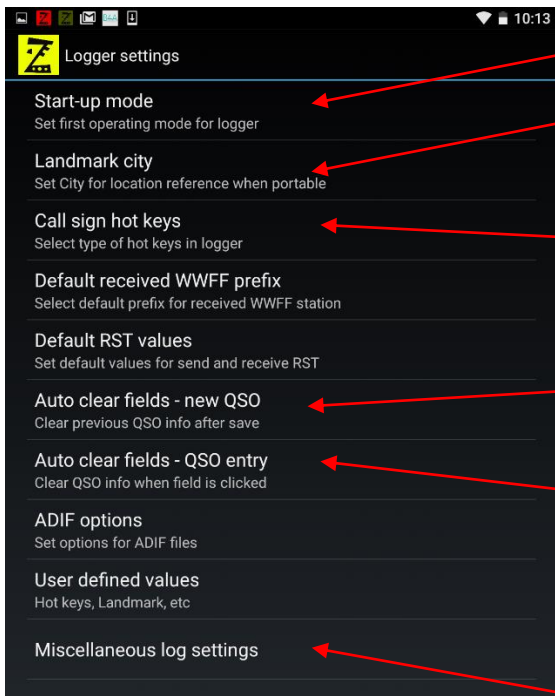 10:13
Logger settings
Start-up mode
Set first operating mode for logger
Landmark city
Set City for location reference when portable
Call sign hot keys
Select type of hot keys in logger
Default received WWFF prefix
Select default prefix for received WWFF station
Default RST values
Set default values for send and receive RST
Auto clear fields - new QSO
Clear previous QSO info after save
Auto clear fields - QSO entry
Clear QSO info when field is clicked
ADIF options
Set options for ADIF files
User defined values
Hot keys, Landmark, etc
Miscellaneous log settings